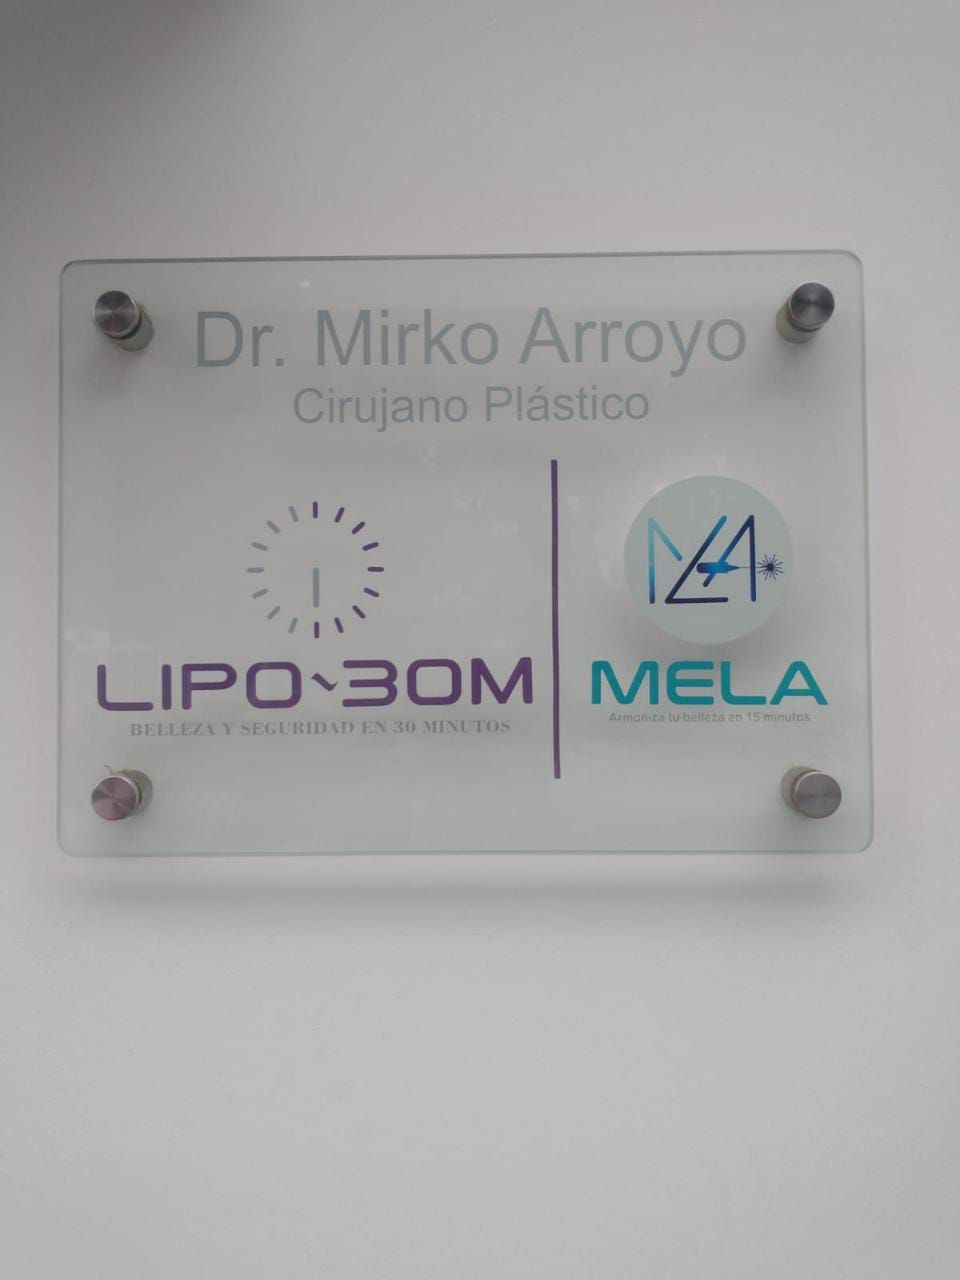 Dr. Mirko Arroyo
Cirujano Plástico
LIPO~30M
BELLEZA Y SEGURIDAD EN 30 MINUTOS
MELA
MELA
Armoniza tu belleza en 15 minutos